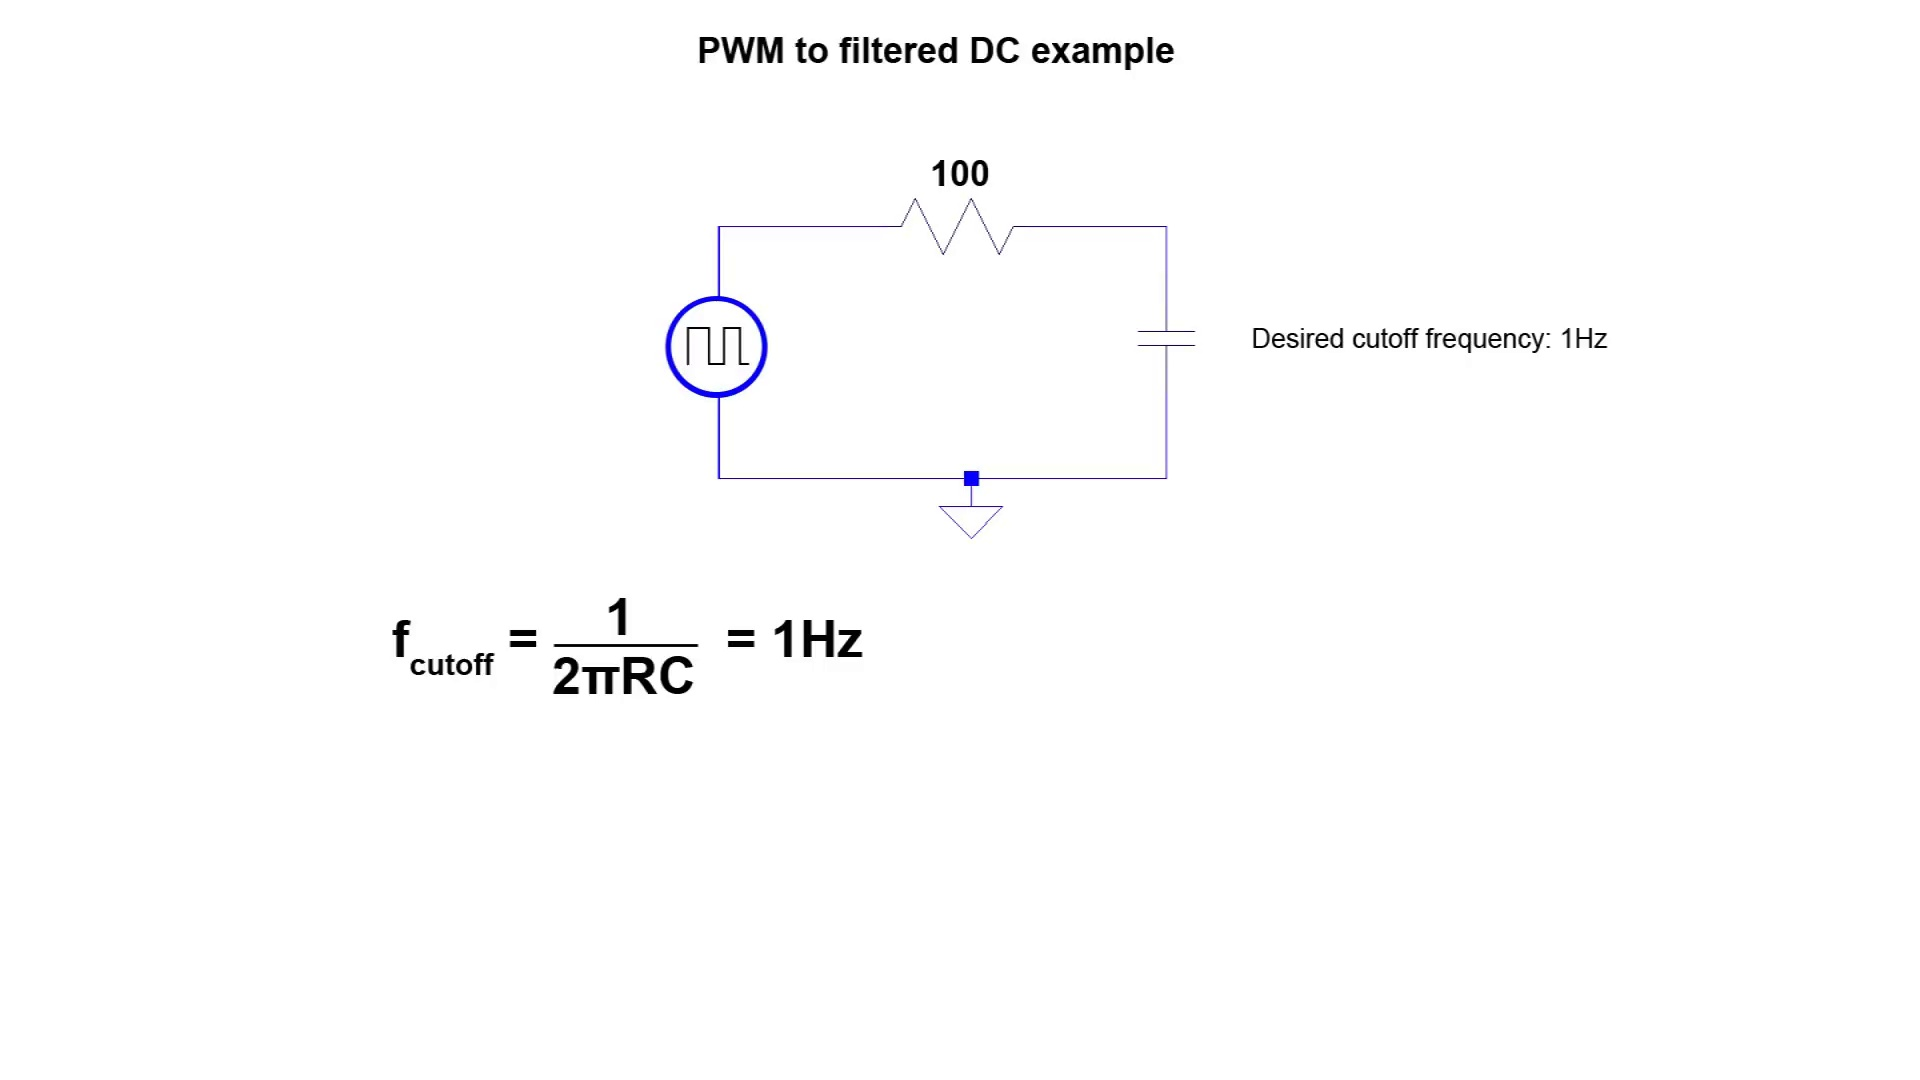 PWM to filtered DC example
100
Desired cutoff frequency: 1Hz
f_cutoff = 1/2πRC = 1Hz